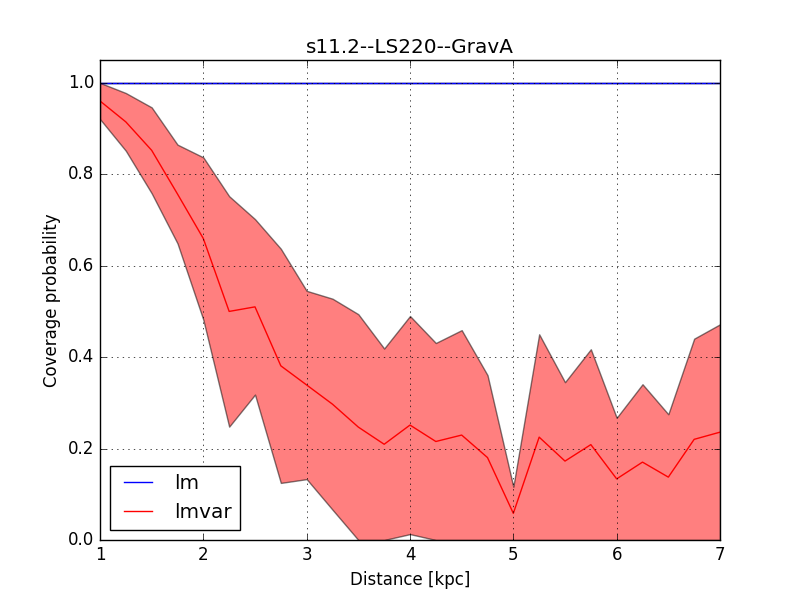 s11.2--LS220--GravA
Coverage probability
1.0
0.8
0.6
0.4
0.2
0.0
lm
lmvar
1 2 3 4 5 6 7
Distance [kpc]